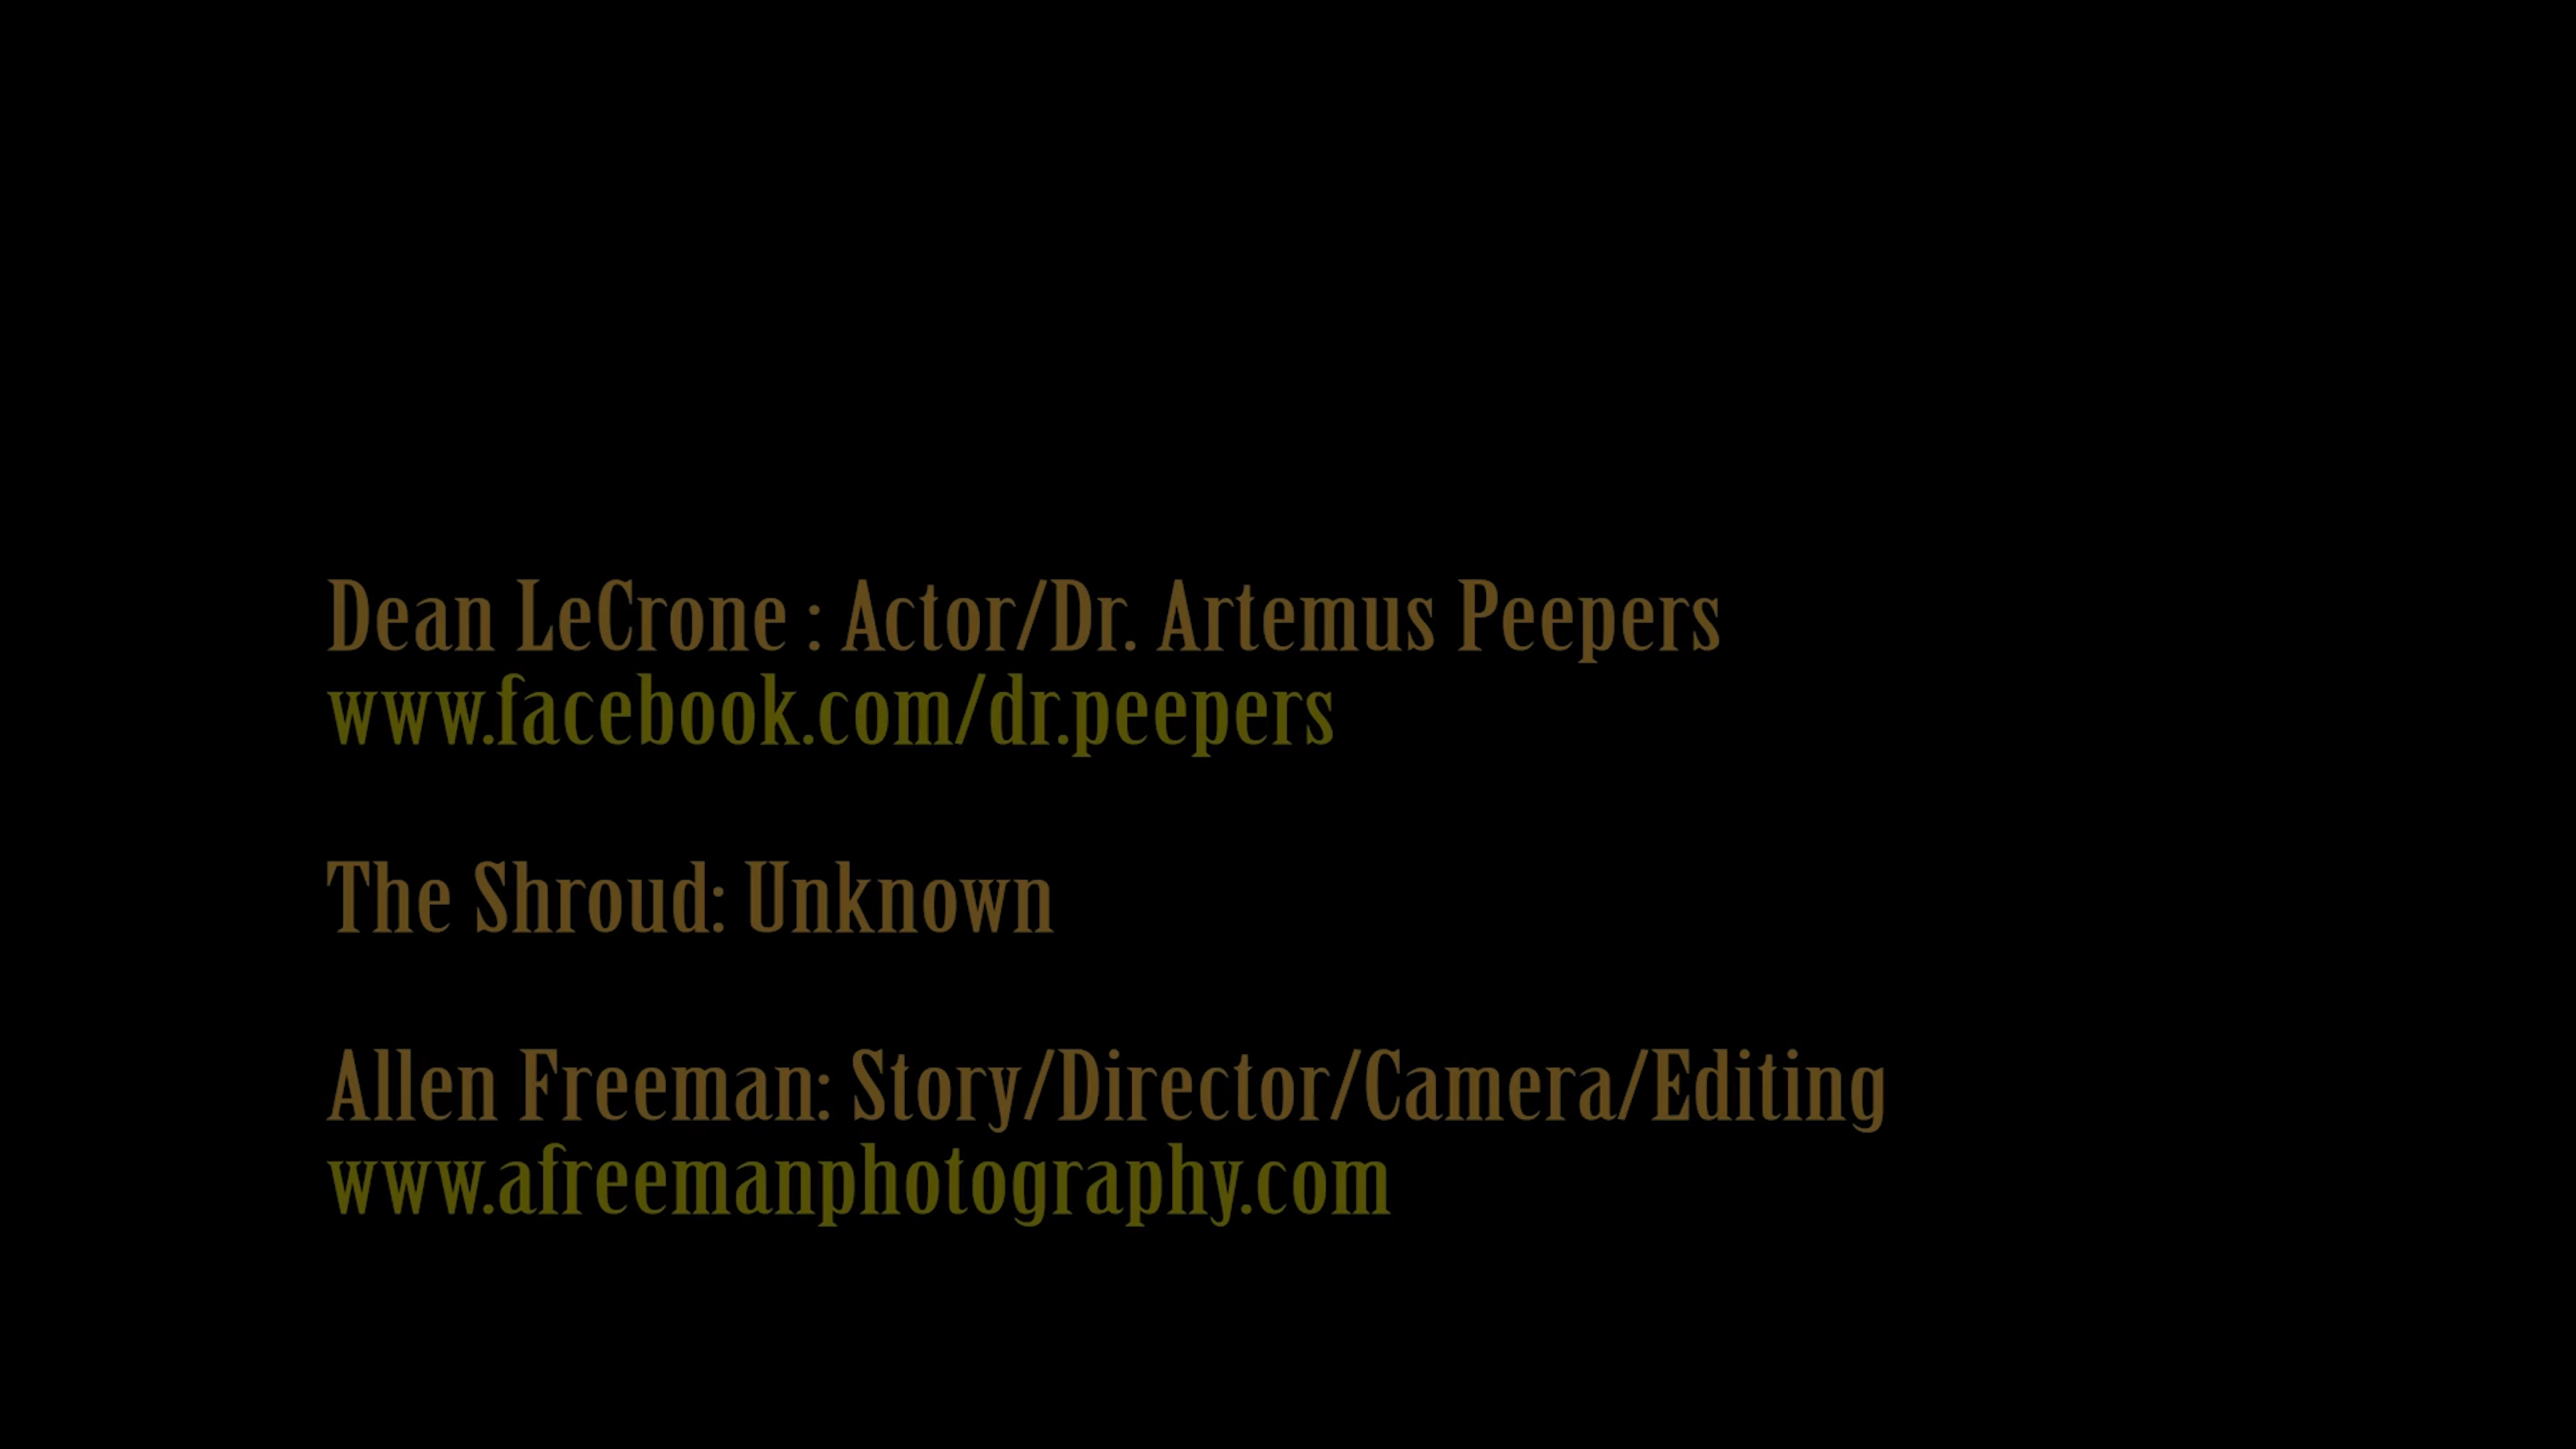 Dean LeCrone : Actor/Dr. Artemus Peepers
www.facebook.com/dr.peepers
The Shroud: Unknown
Allen Freeman: Story/Director/Camera/Editing
www.afreemanphotography.com